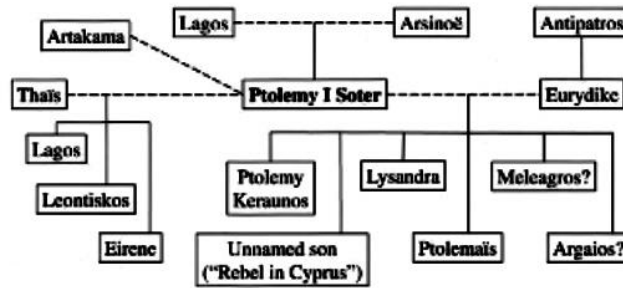 Lagos
Arsinoë
Antipatros
Artakama
Thaïs
Ptolemy I Soter
Eurydike
Lagos
Ptolemy
Keraunos
Lysandra
Meleagros?
Leontiskos
Eirene
Unnamed son
("Rebel in Cyprus")
Ptolemaïs
Argaios?